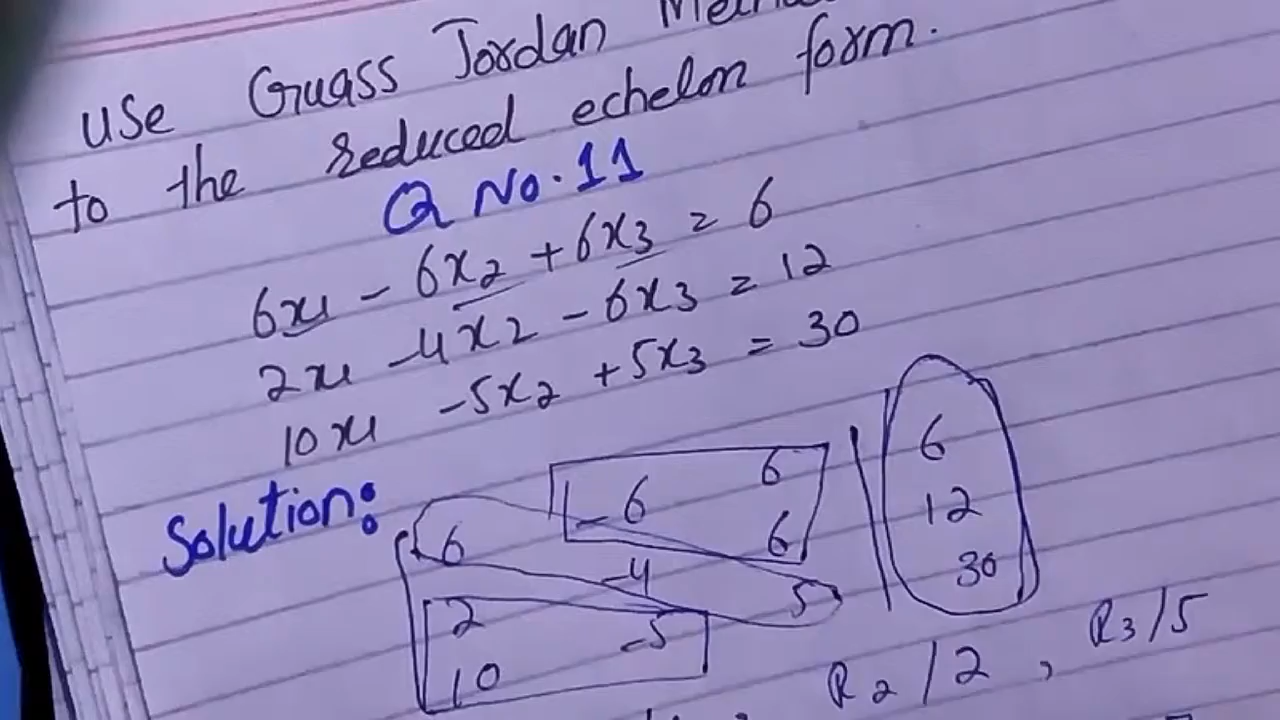 USe Gruass Jordan
to the reduced echelon form.
Q No. 11
6x1 - 6x2 + 6x3 = 6
2x1 -4x2 - 6x3 = 12
10x1 -5x2 +5x3 = 30
Solution:
6 -6 6 | 6
2 -4 6 | 12
10 -5 5 | 30
R2/2, R3/5